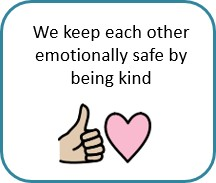 We keep each other
emotionally safe by
being kind